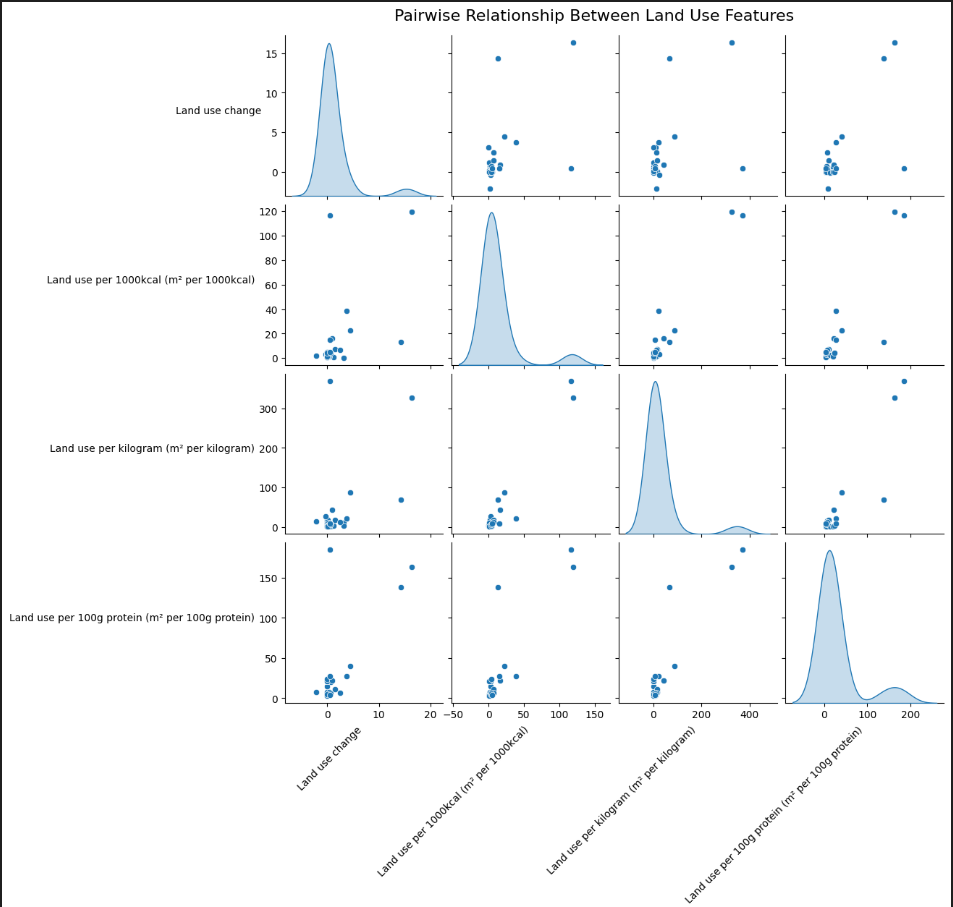 Pairwise Relationship Between Land Use Features
15
10
5
0
Land use change
120
100
80
60
40
20
0
Land use per 1000kcal (m² per 1000kcal)
300
200
100
0
Land use per kilogram (m² per kilogram)
150
100
50
0
Land use per 100g protein (m² per 100g protein)
0 10 20
−50 0 50 100 150
0 200 400
0 100 200
Land use change
Land use per 1000kcal (m² per 1000kcal)
Land use per kilogram (m² per kilogram)
Land use per 100g protein (m² per 100g protein)